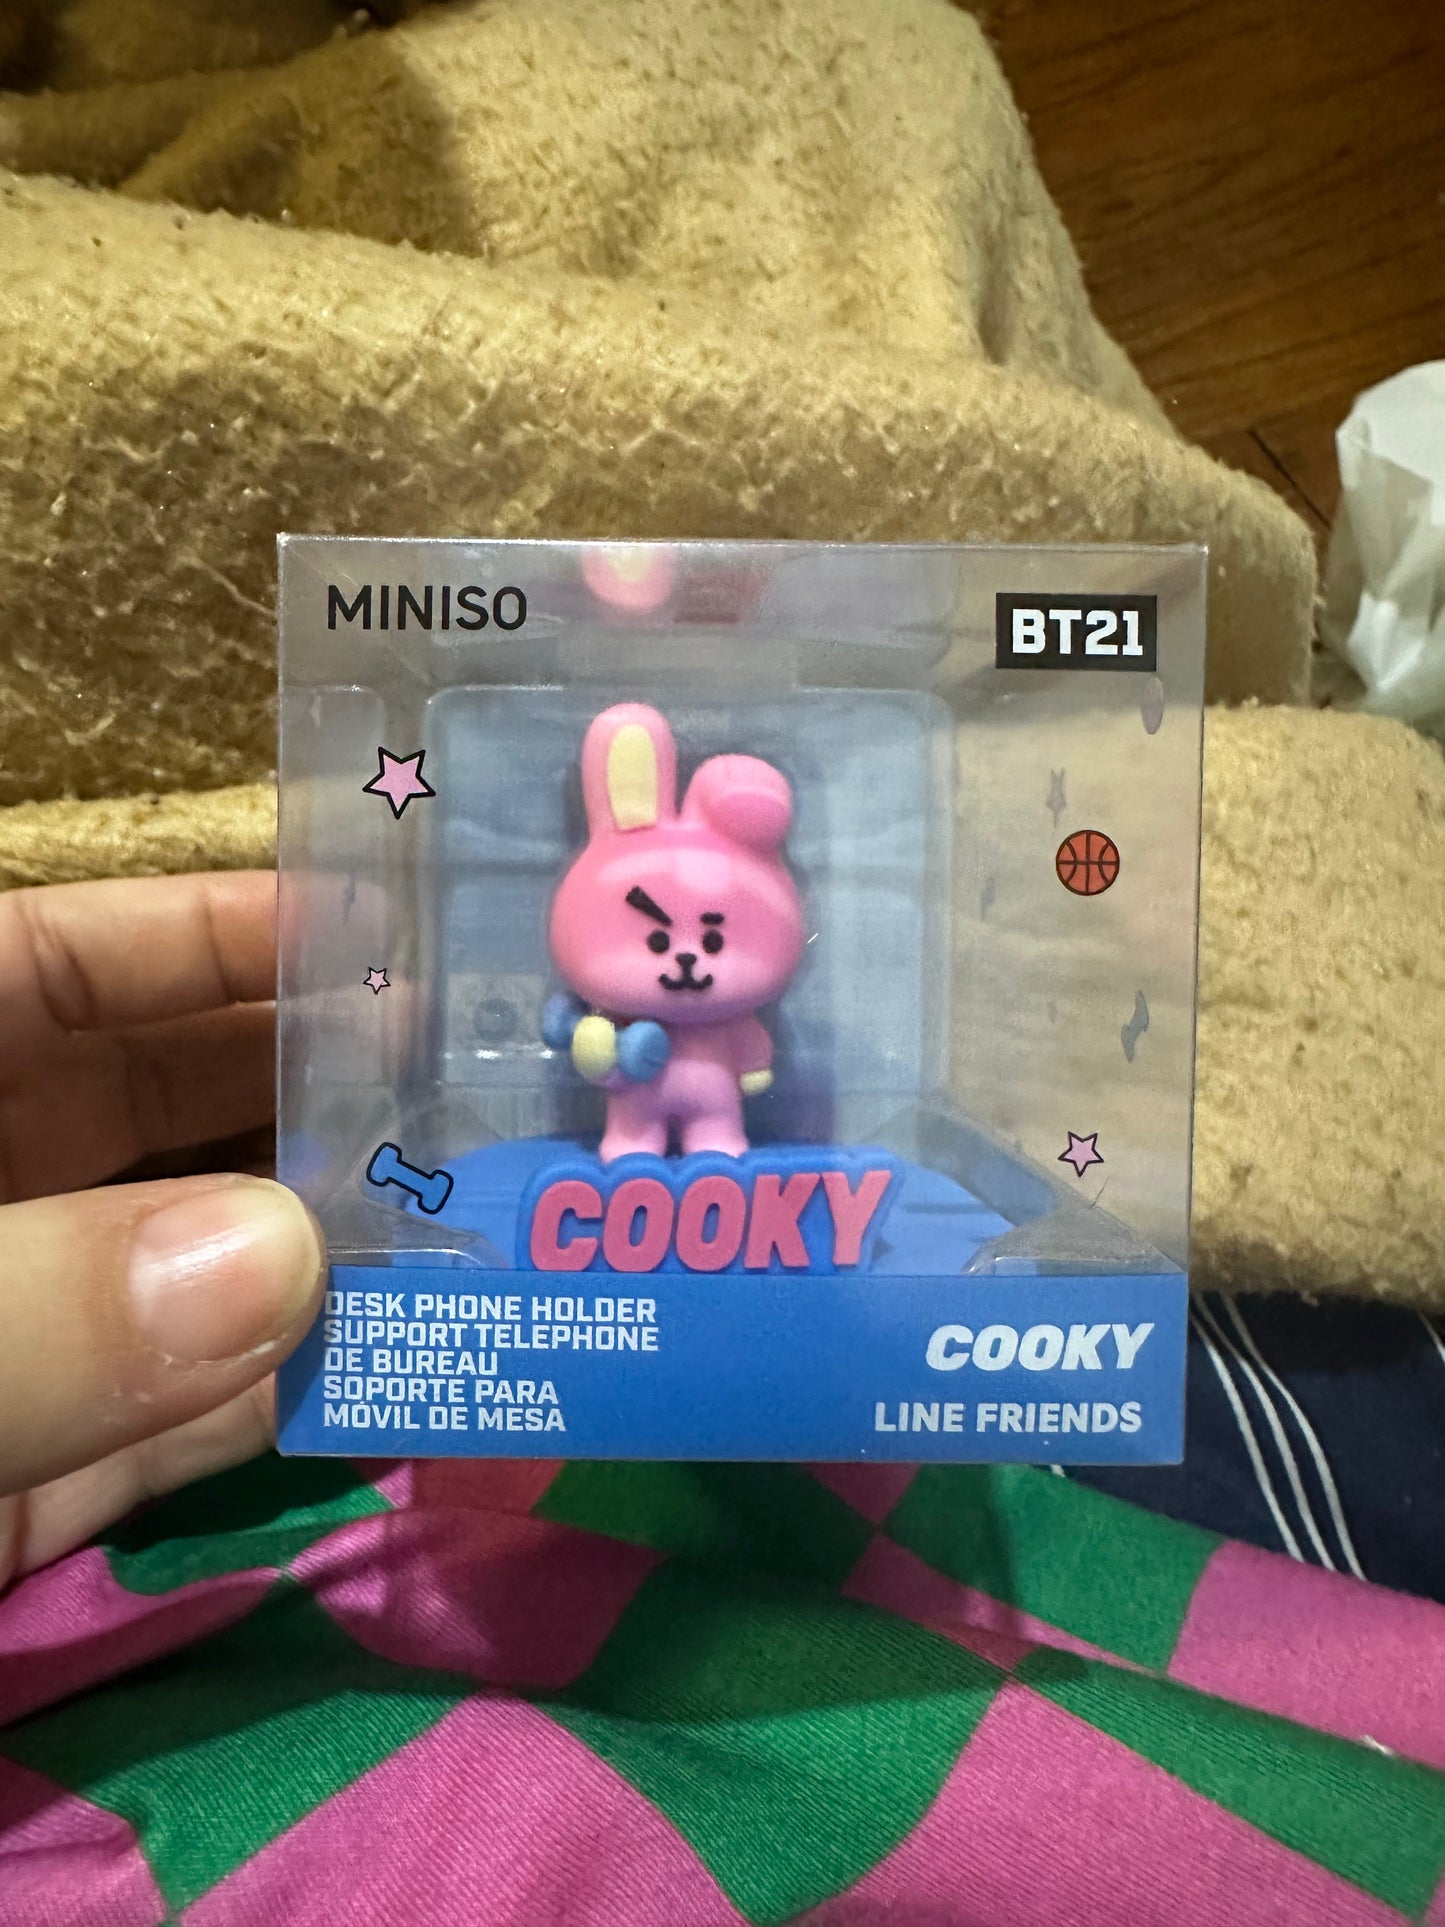 MINISO
BT21
COOKY
DESK PHONE HOLDER
SUPPORT TELEPHONE
DE BUREAU
SOPORTE PARA
MÓVIL DE MESA
COOKY
LINE FRIENDS